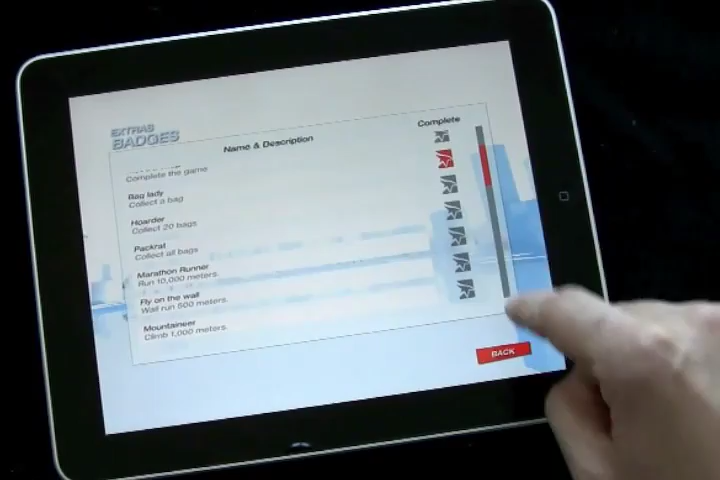 EXTRAS
BADGES
Name & Description
Complete
Complete the game
Bag lady
Collect a bag
Hoarder
Collect 20 bags
Packrat
Collect all bags
Marathon Runner
Run 10,000 meters.
Fly on the wall
Wall run 500 meters.
Mountaineer
Climb 1,000 meters.
BACK